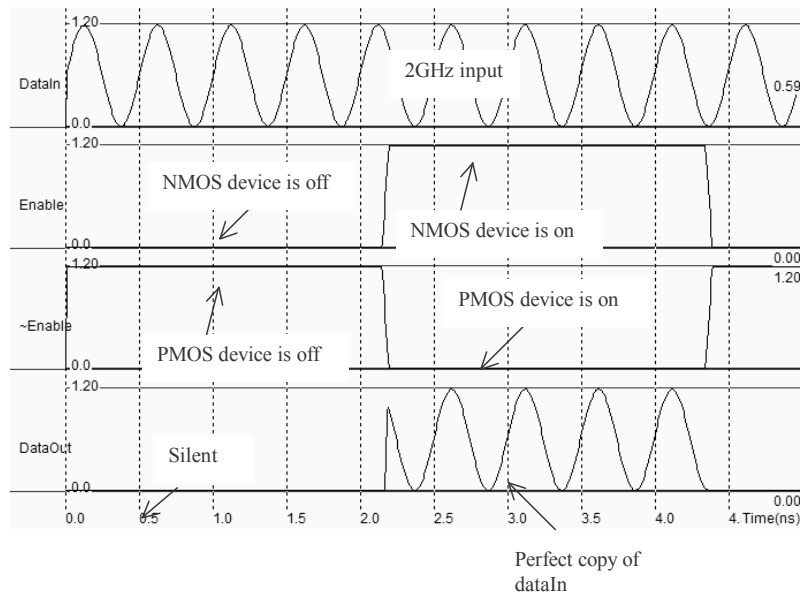 1.20
DataIn
2GHz input
0.59
0.0
1.20
NMOS device is off
Enable
NMOS device is on
0.0
0.00
1.20
1.20
PMOS device is on
~Enable
PMOS device is off
0.0
1.20
DataOut
Silent
0.0
0.00
0.0 0.5 1.0 1.5 2.0 2.5 3.0 3.5 4.0 4.Time(ns)
Perfect copy of
dataIn